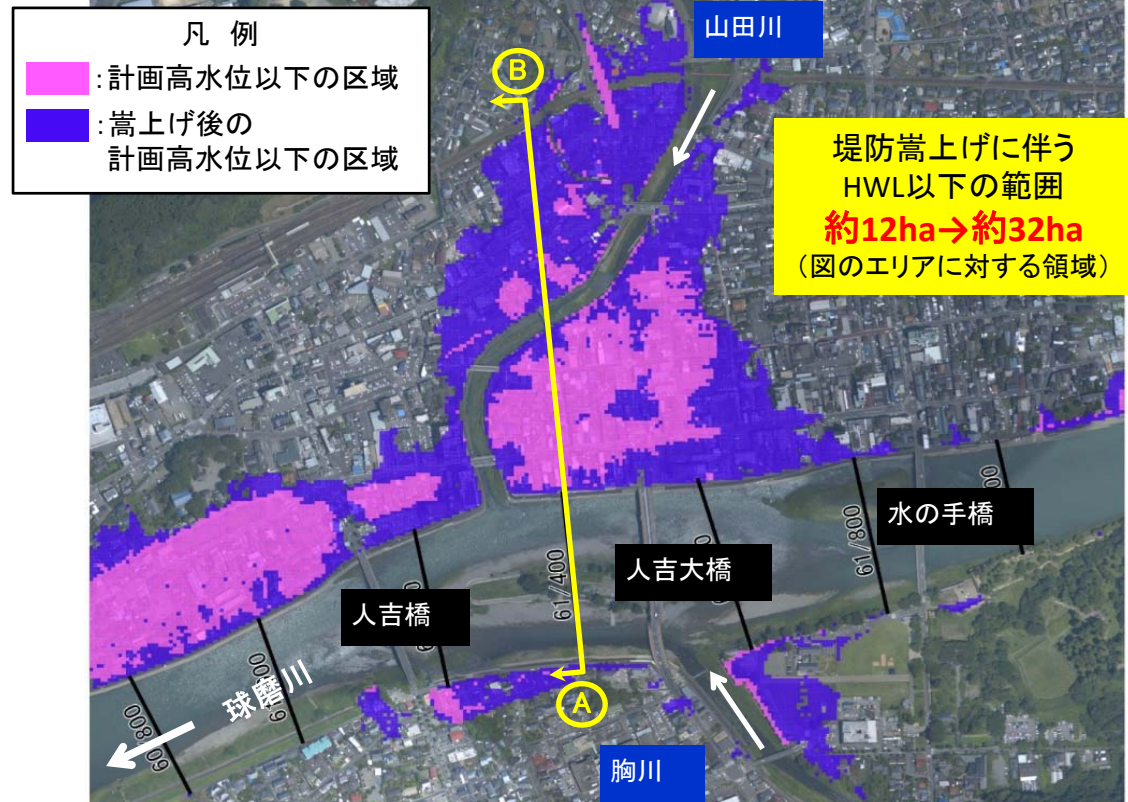 凡 例
:計画高水位以下の区域
:嵩上げ後の
計画高水位以下の区域
山田川
B
堤防嵩上げに伴う
HWL以下の範囲
約12ha→約32ha
（図のエリアに対する領域）
水の手橋
61/800
人吉大橋
61/400
人吉橋
球磨川
60/800
A
胸川